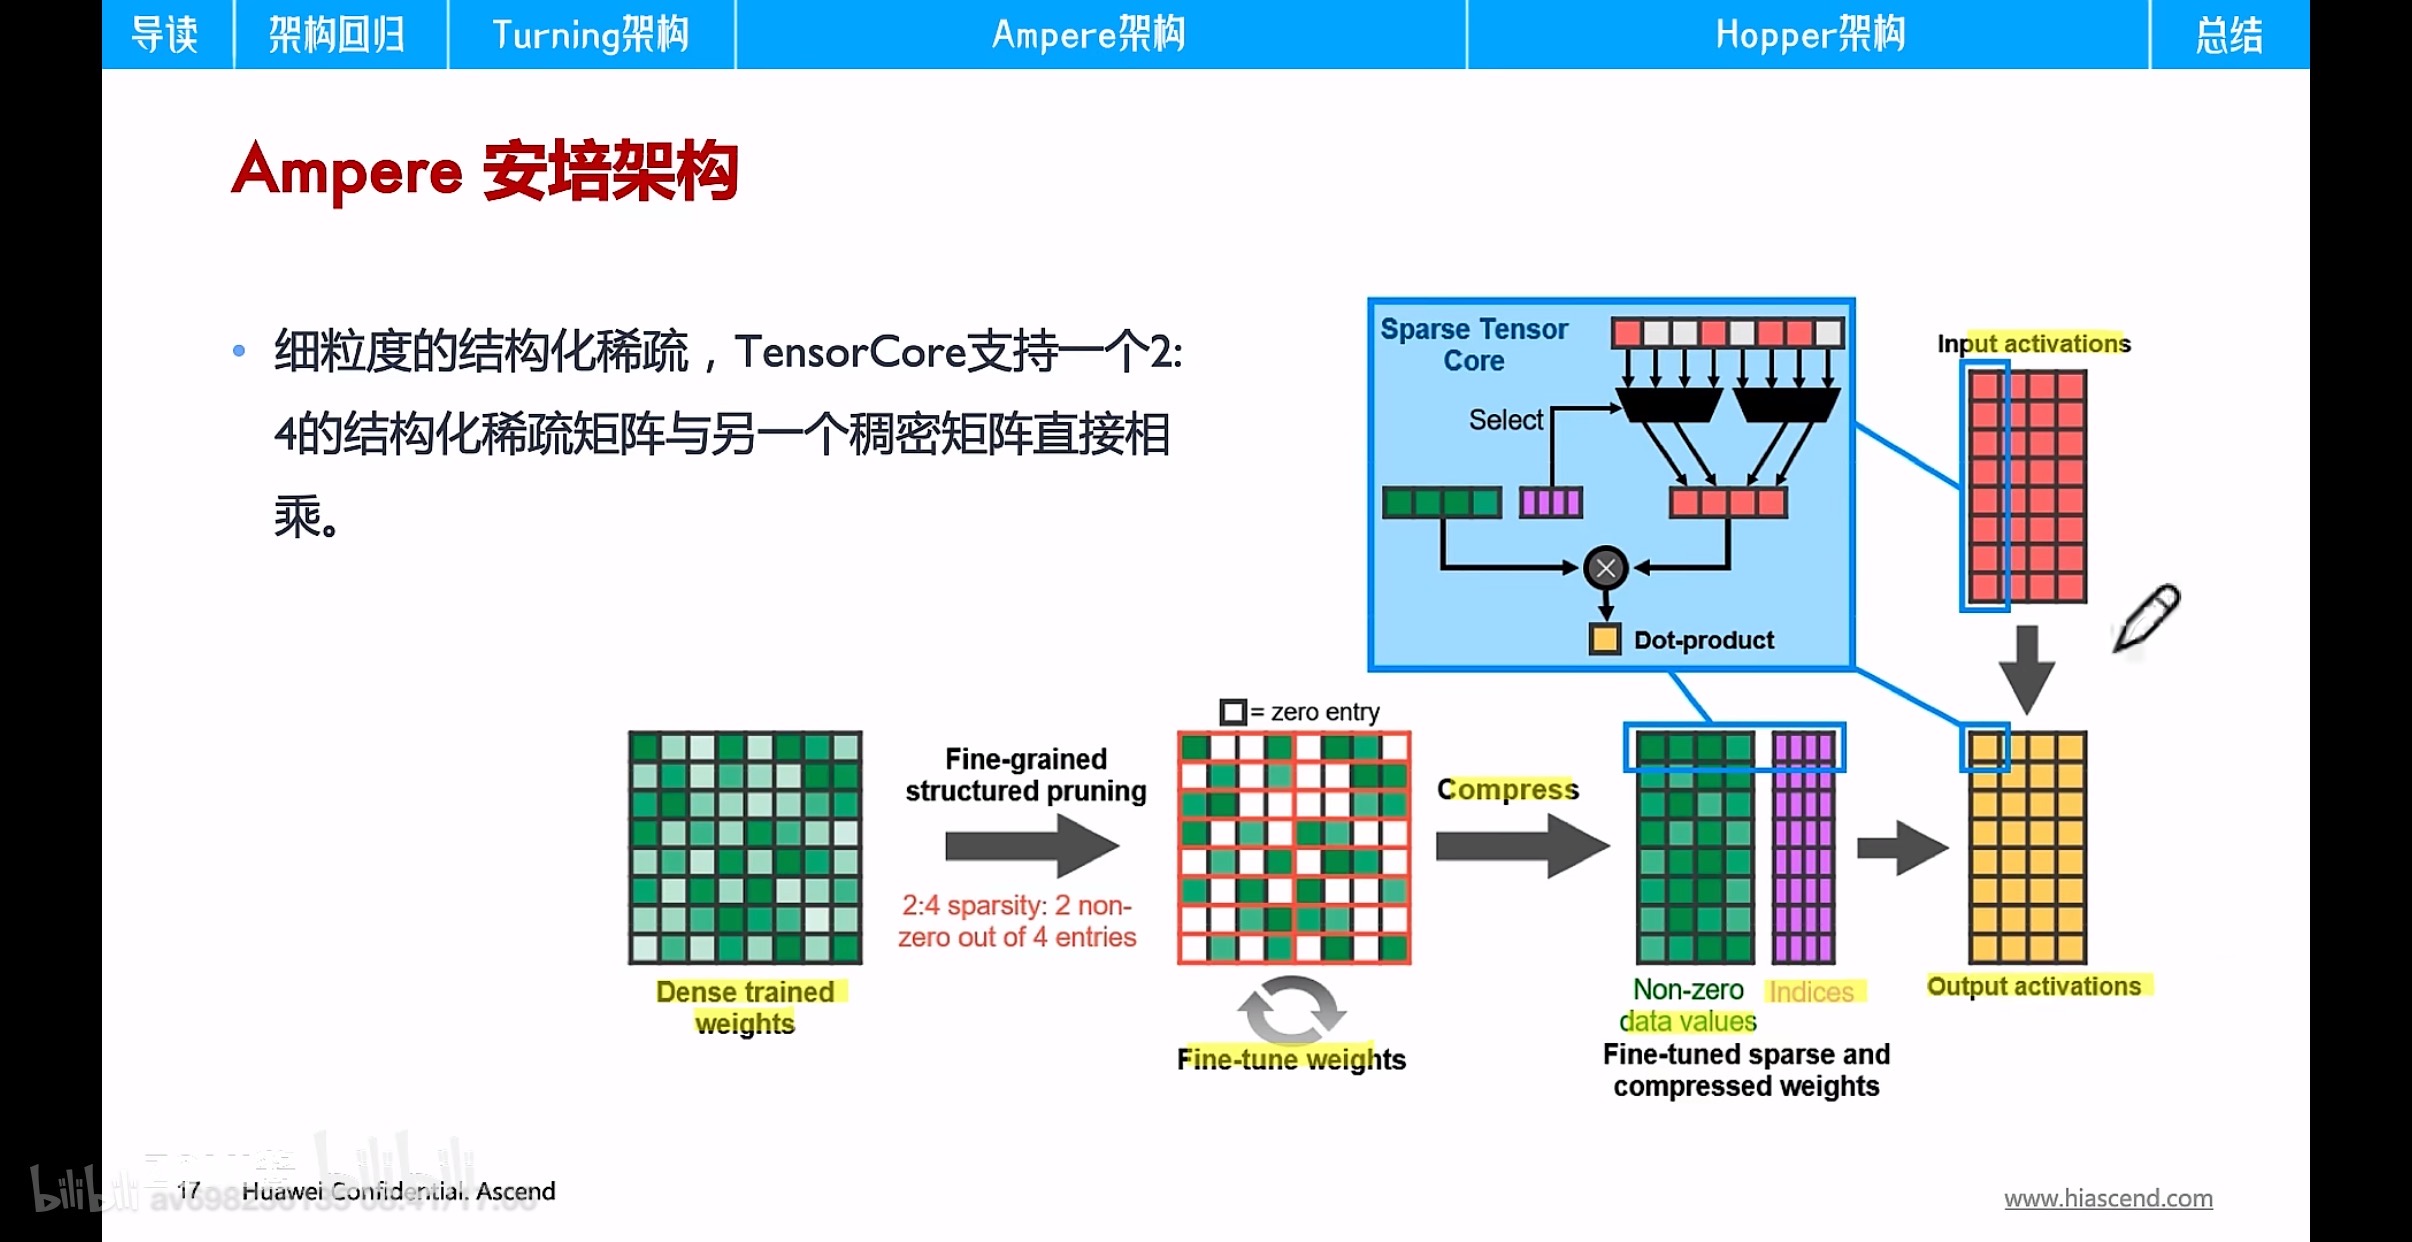 导读
架构回归
Turning架构
Ampere架构
Hopper架构
总结
Ampere 安培架构
• 细粒度的结构化稀疏，TensorCore支持一个2:
4的结构化稀疏矩阵与另一个稠密矩阵直接相
乘。
Sparse Tensor
Core
Select
Dot-product
Input activations
= zero entry
Fine-grained
structured pruning
2:4 sparsity: 2 non-
zero out of 4 entries
Compress
Dense trained
weights
Fine-tune weights
Non-zero
data values
Indices
Fine-tuned sparse and
compressed weights
Output activations
bilibili
bilibili
17
Huawei Confidential. Ascend
www.hiascend.com